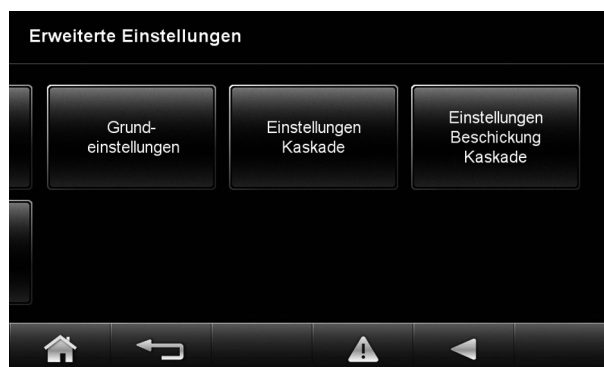 Erweiterte Einstellungen
Grund-
einstellungen
Einstellungen
Kaskade
Einstellungen
Beschickung
Kaskade